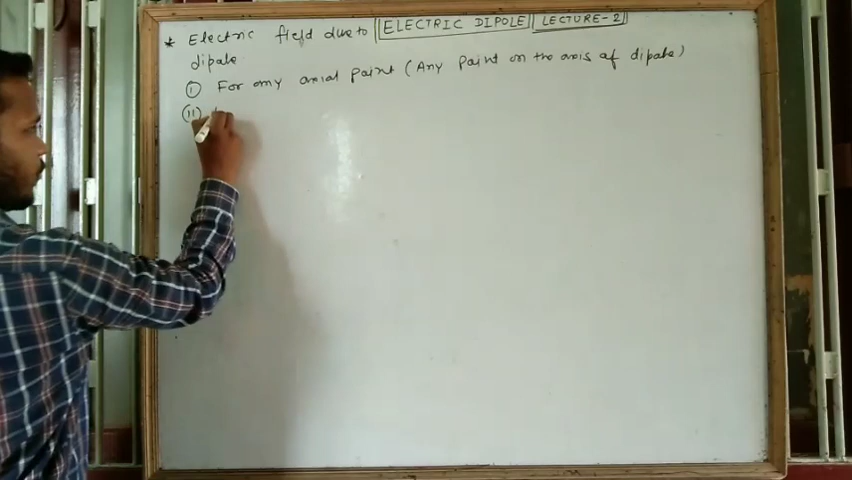 ELECTRIC DIPOLE LECTURE-2
* Electric field due to
dipole
(i) For any axial point (Any point on the axis of dipole)
(ii)